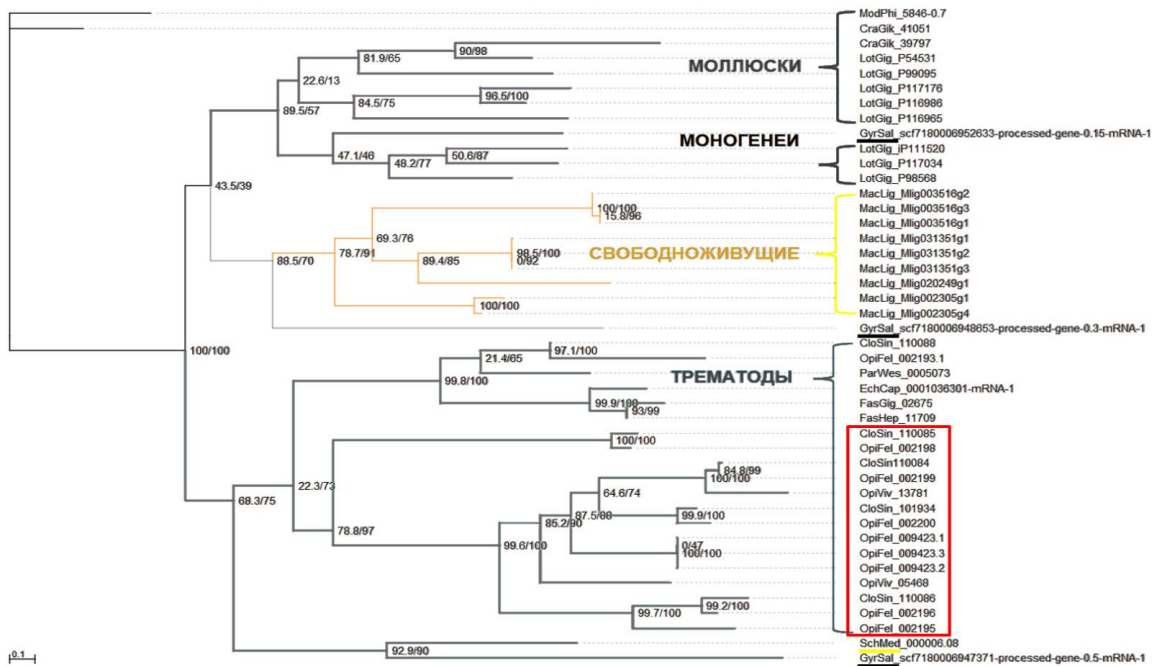 ModPhi_5846-0.7
CraGik_41051
90/98
CraGik_39797
81.9/65
МОЛЛЮСКИ
LotGig_P54531
22.6/13
LotGig_P99095
96.5/100
LotGig_P117176
89.5/57
84.5/75
LotGig_P116986
LotGig_P116965
МОНОГЕНЕИ
GyrSal_scf7180006952633-processed-gene-0.15-mRNA-1
47.1/46
50.6/87
LotGig_iP111520
48.2/77
LotGig_P117034
LotGig_P98568
43.5/39
MacLig_Mlig003516g2
100/100
MacLig_Mlig003516g3
15.8/96
MacLig_Mlig003516g1
69.3/76
MacLig_Mlig031351g1
78.7/91
98.5/100
СВОБОДНОЖИВУЩИЕ
MacLig_Mlig031351g2
88.5/70
89.4/85
0/92
MacLig_Mlig031351g3
MacLig_Mlig020249g1
100/100
MacLig_Mlig002305g1
MacLig_Mlig002305g4
GyrSal_scf7180006948653-processed-gene-0.3-mRNA-1
100/100
97.1/100
CloSin_110088
21.4/65
OpiFel_002193.1
99.8/100
ТРЕМАТОДЫ
ParWes_0005073
EchCap_0001036301-mRNA-1
99.9/100
FasGig_02675
93/99
FasHep_11709
100/100
CloSin_110085
OpiFel_002198
84.8/99
CloSin110084
100/100
OpiFel_002199
22.3/73
64.6/74
OpiViv_13781
68.3/75
87.5/
99.9/100
CloSin_101934
78.8/97
85.2/90
OpiFel_002200
99.6/100
0/47
OpiFel_009423.1
100/100
OpiFel_009423.3
OpiFel_009423.2
OpiViv_05468
99.2/100
CloSin_110086
99.7/100
OpiFel_002196
OpiFel_002195
92.9/90
SchMed_000006.08
0.1
GyrSal_scf7180006947371-processed-gene-0.5-mRNA-1